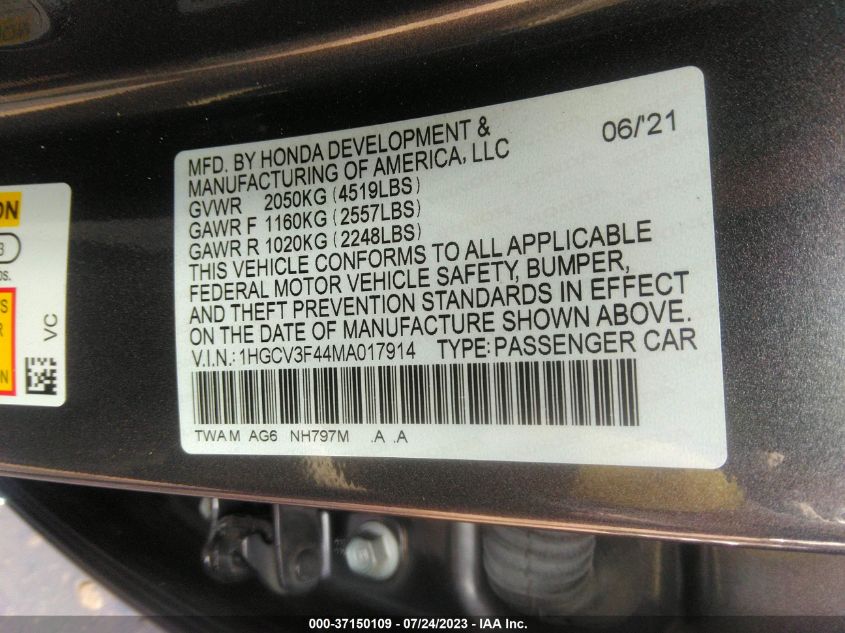 06/'21
MFD. BY HONDA DEVELOPMENT &
MANUFACTURING OF AMERICA, LLC
GVWR 2050KG (4519LBS)
GAWR F 1160KG (2557LBS)
GAWR R 1020KG (2248LBS)
THIS VEHICLE CONFORMS TO ALL APPLICABLE
FEDERAL MOTOR VEHICLE SAFETY, BUMPER,
AND THEFT PREVENTION STANDARDS IN EFFECT
ON THE DATE OF MANUFACTURE SHOWN ABOVE.
V.I.N.: 1HGCV3F44MA017914 TYPE: PASSENGER CAR
TWA M AG6 NH797M .A .A
VC
000-37150109 - 07/24/2023 - IAA Inc.